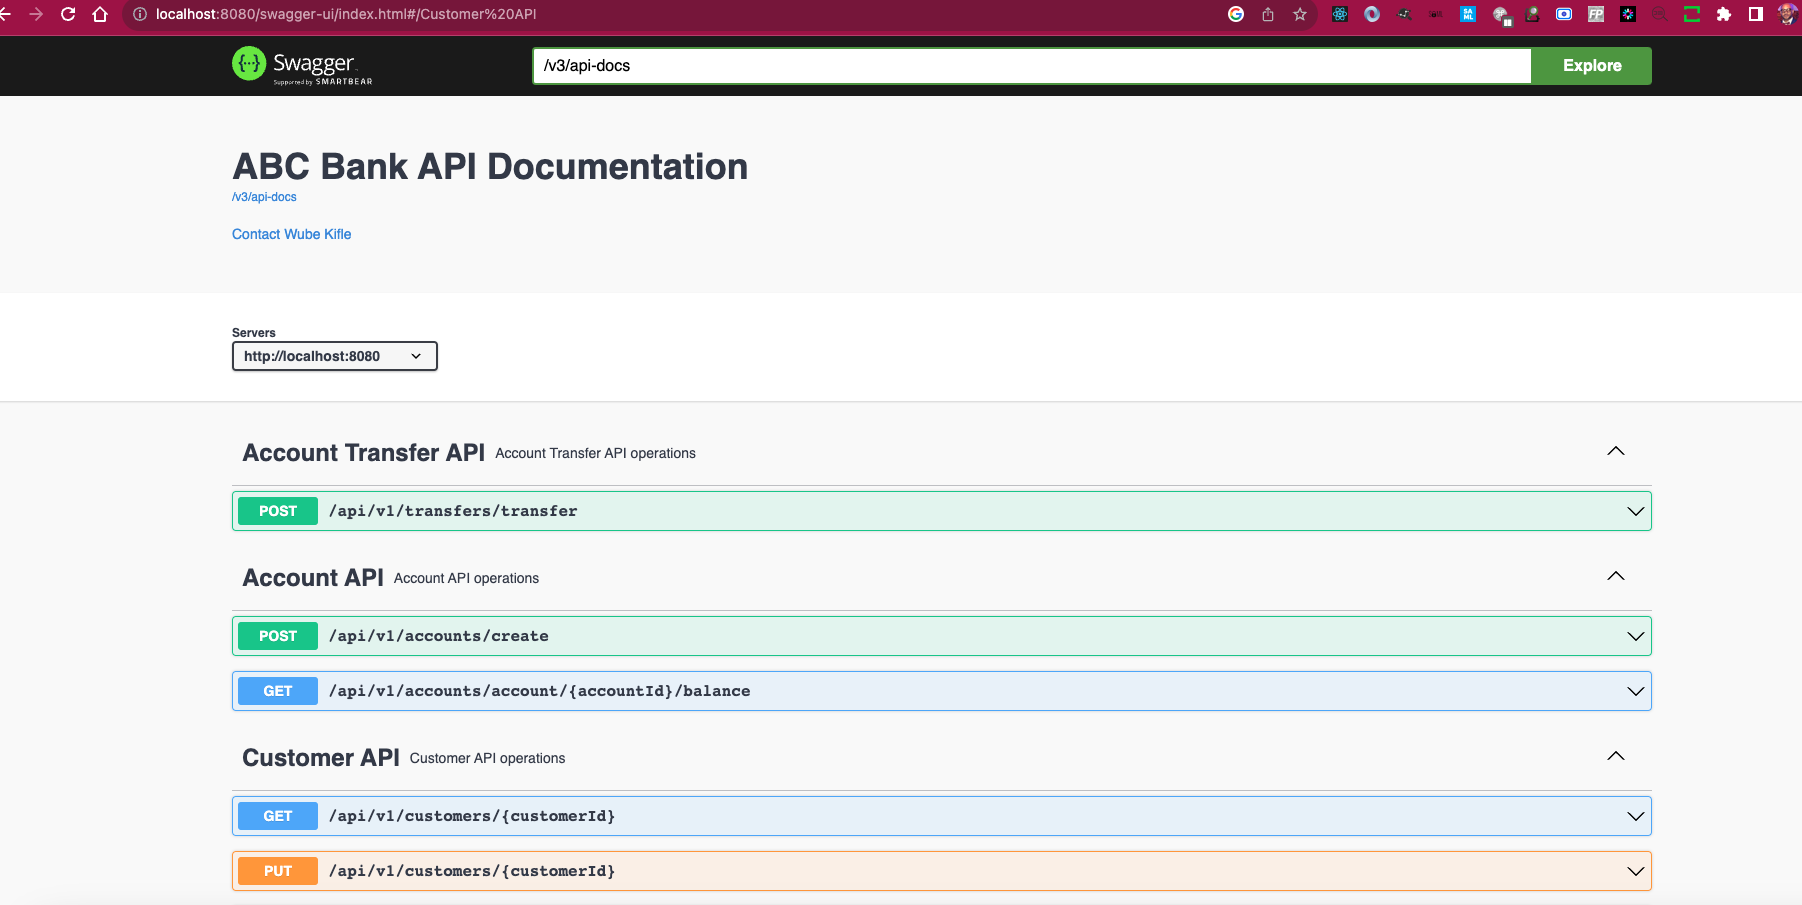 localhost:8080/swagger-ui/index.html#/Customer%20API
Swagger
Supported by SMARTBEAR
/v3/api-docs
Explore
ABC Bank API Documentation
/v3/api-docs
Contact Wube Kifle
Servers
http://localhost:8080
Account Transfer API Account Transfer API operations
POST /api/v1/transfers/transfer
Account API Account API operations
POST /api/v1/accounts/create
GET /api/v1/accounts/account/{accountId}/balance
Customer API Customer API operations
GET /api/v1/customers/{customerId}
PUT /api/v1/customers/{customerId}